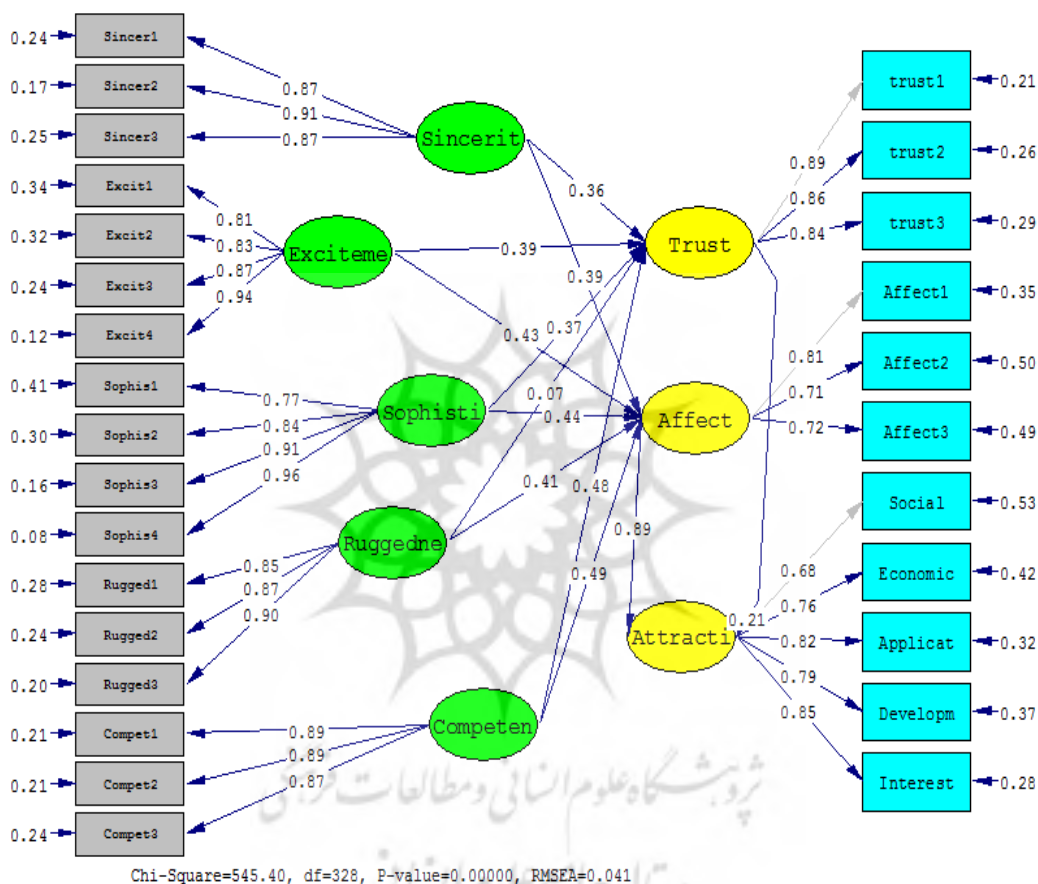 0.24 Sincer1
0.17 Sincer2
0.25 Sincer3
0.34 Excit1
0.32 Excit2
0.24 Excit3
0.12 Excit4
0.41 Sophis1
0.30 Sophis2
0.16 Sophis3
0.08 Sophis4
0.28 Rugged1
0.24 Rugged2
0.20 Rugged3
0.21 Compet1
0.21 Compet2
0.24 Compet3
0.87
0.91
0.87
0.81
0.83
0.87
0.94
0.77
0.84
0.91
0.96
0.85
0.87
0.90
0.89
0.89
0.87
Sincerit
Exciteme
Sophisti
Ruggedne
Competen
0.36
0.39
0.39
0.43
0.37
0.07
0.44
0.41
0.48
0.49
0.89
0.21
Trust
Affect
Attracti
0.89
0.86
0.84
0.81
0.71
0.72
0.68
0.76
0.82
0.79
0.85
trust1 0.21
trust2 0.26
trust3 0.29
Affect1 0.35
Affect2 0.50
Affect3 0.49
Social 0.53
Economic 0.42
Applicat 0.32
Developm 0.37
Interest 0.28
پژوهشگاه علوم انسانی و مطالعات فرهنگی
Chi-Square=545.40, df=328, P-value=0.00000, RMSEA=0.041